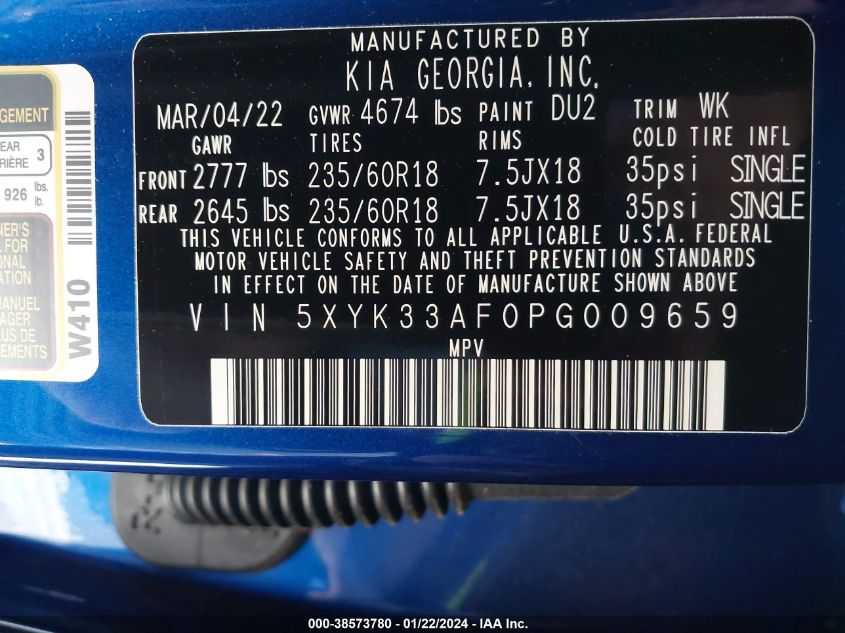 MANUFACTURED BY
KIA GEORGIA, INC.
MAR/04/22 GVWR 4674 lbs PAINT DU2 TRIM WK
GAWR TIRES RIMS COLD TIRE INFL
FRONT 2777 lbs 235/60R18 7.5JX18 35psi SINGLE
REAR 2645 lbs 235/60R18 7.5JX18 35psi SINGLE
THIS VEHICLE CONFORMS TO ALL APPLICABLE U.S.A. FEDERAL
MOTOR VEHICLE SAFETY AND THEFT PREVENTION STANDARDS
IN EFFECT ON THE DATE OF MANUFACTURE SHOWN ABOVE
VIN 5XYK33AF0PG009659
MPV
W410
3
926 lbs.
lb.
000-38573780 - 01/22/2024 - IAA Inc.